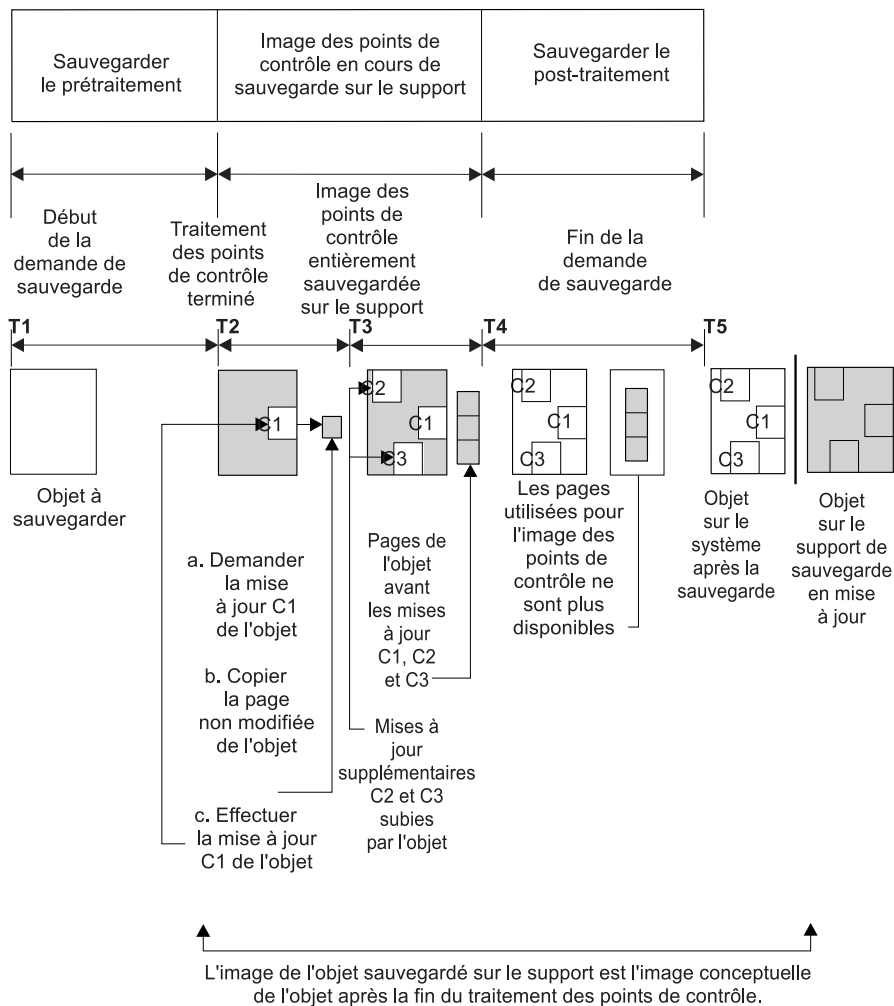 Sauvegarder
le prétraitement
Image des points de
contrôle en cours de
sauvegarde sur le support
Sauvegarder le
post-traitement
Début
de la
demande de
sauvegarde
Traitement
des points
de contrôle
terminé
Image des
points de
contrôle
entièrement
sauvegardée
sur le support
Fin de la
demande
de sauvegarde
T1
T2
T3
T4
T5
C1
C2
C1
C3
C2
C1
C3
C2
C1
C3
Objet à
sauvegarder
a. Demander
la mise
à jour C1
de l'objet
b. Copier
la page
non modifiée
de l'objet
c. Effectuer
la mise à jour
C1 de l'objet
Pages de
l'objet
avant
les mises
à jour
C1, C2
et C3
Mises à
jour
supplémentaires
C2 et C3
subies
par l'objet
Les pages
utilisées pour
l'image des
points de
contrôle ne
sont plus
disponibles
Objet
sur le
système
après la
sauvegarde
Objet
sur le
support de
sauvegarde
en mise
à jour
L'image de l'objet sauvegardé sur le support est l'image conceptuelle
de l'objet après la fin du traitement des points de contrôle.